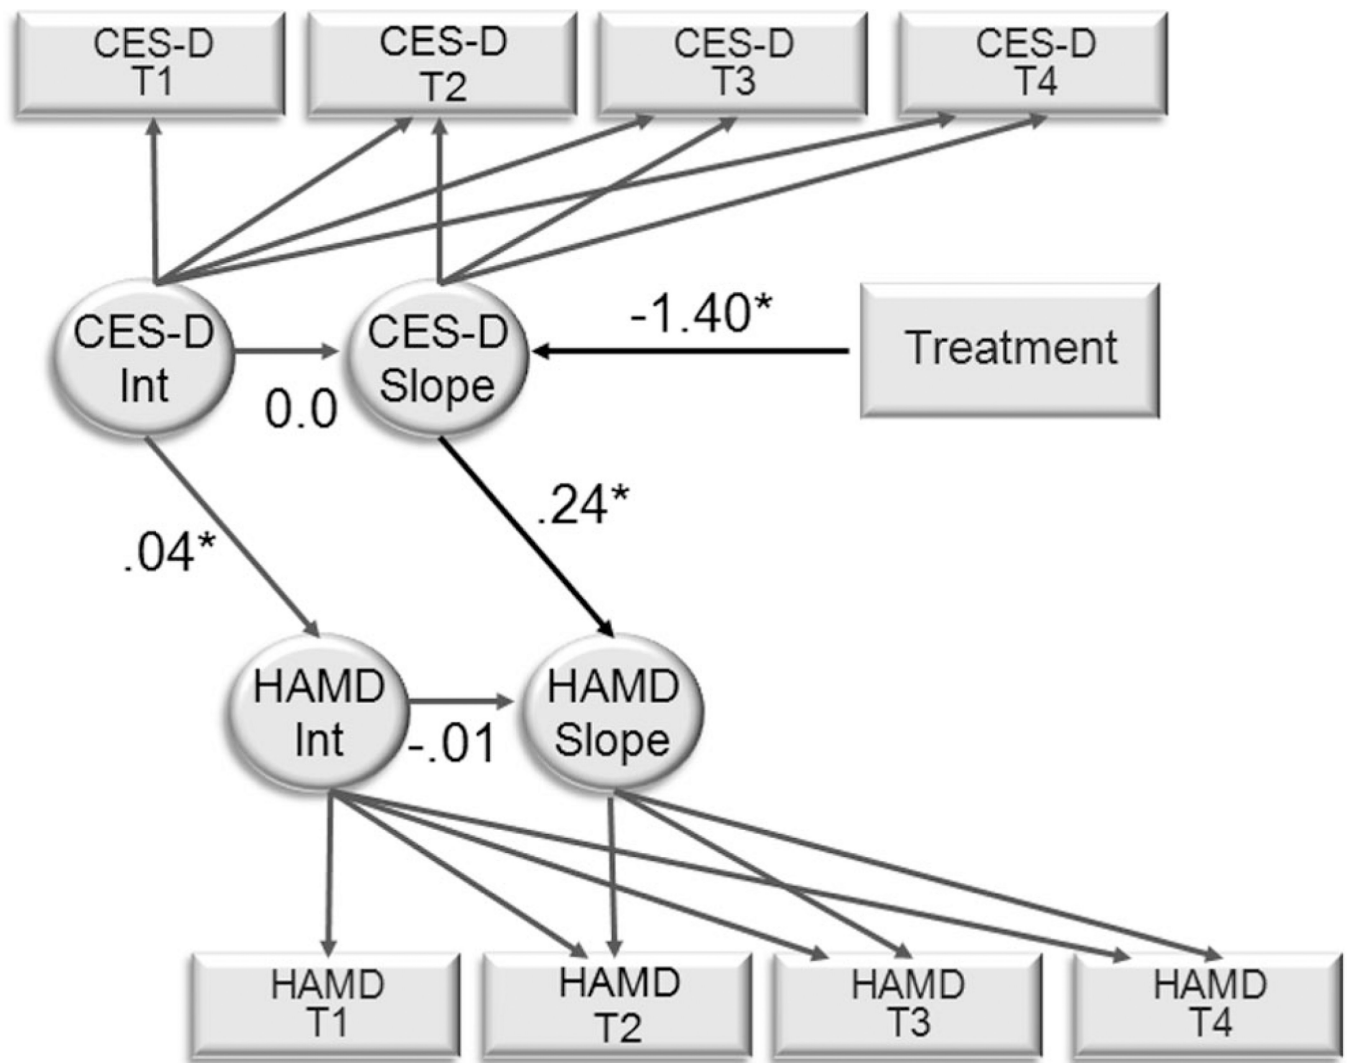 CES-D
T1
CES-D
T2
CES-D
T3
CES-D
T4
CES-D
Int
0.0
CES-D
Slope
-1.40*
Treatment
.04*
.24*
HAMD
Int
-.01
HAMD
Slope
HAMD
T1
HAMD
T2
HAMD
T3
HAMD
T4